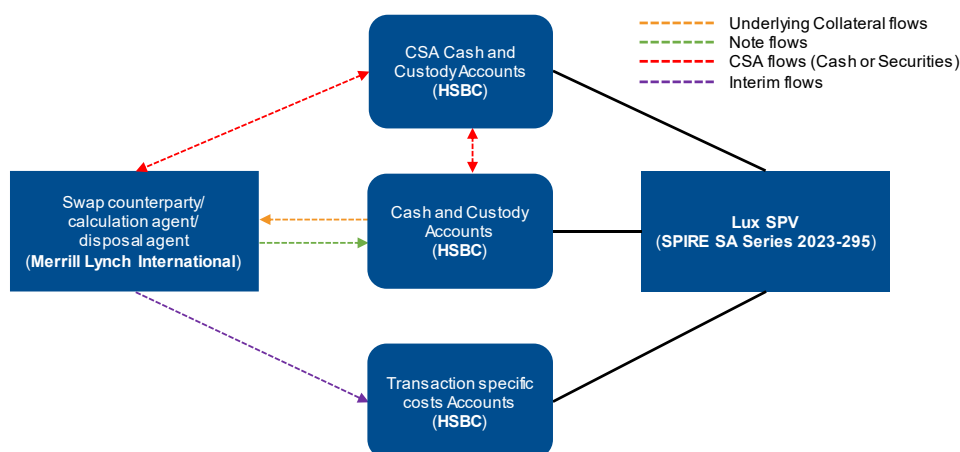 Underlying Collateral flows
Note flows
CSA flows (Cash or Securities)
Interim flows
CSA Cash and
Custody Accounts
(HSBC)
Swap counterparty/
calculation agent/
disposal agent
(Merrill Lynch International)
Cash and Custody
Accounts
(HSBC)
Lux SPV
(SPIRE SA Series 2023-295)
Transaction specific
costs Accounts
(HSBC)